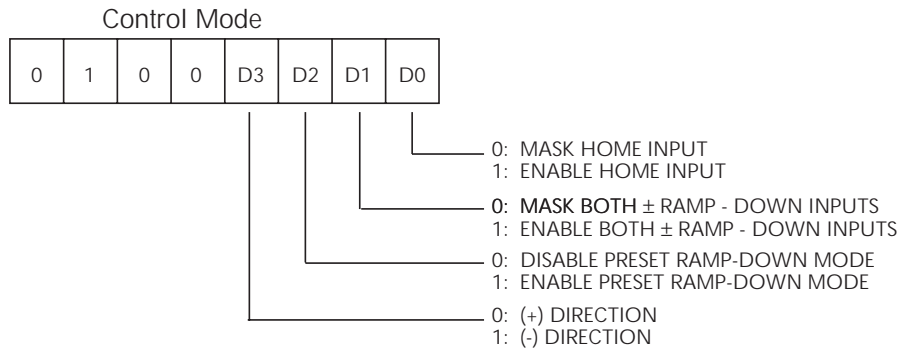 Control Mode
0 1 0 0 D3 D2 D1 D0
0: MASK HOME INPUT
1: ENABLE HOME INPUT
0: MASK BOTH ± RAMP - DOWN INPUTS
1: ENABLE BOTH ± RAMP - DOWN INPUTS
0: DISABLE PRESET RAMP-DOWN MODE
1: ENABLE PRESET RAMP-DOWN MODE
0: (+) DIRECTION
1: (-) DIRECTION